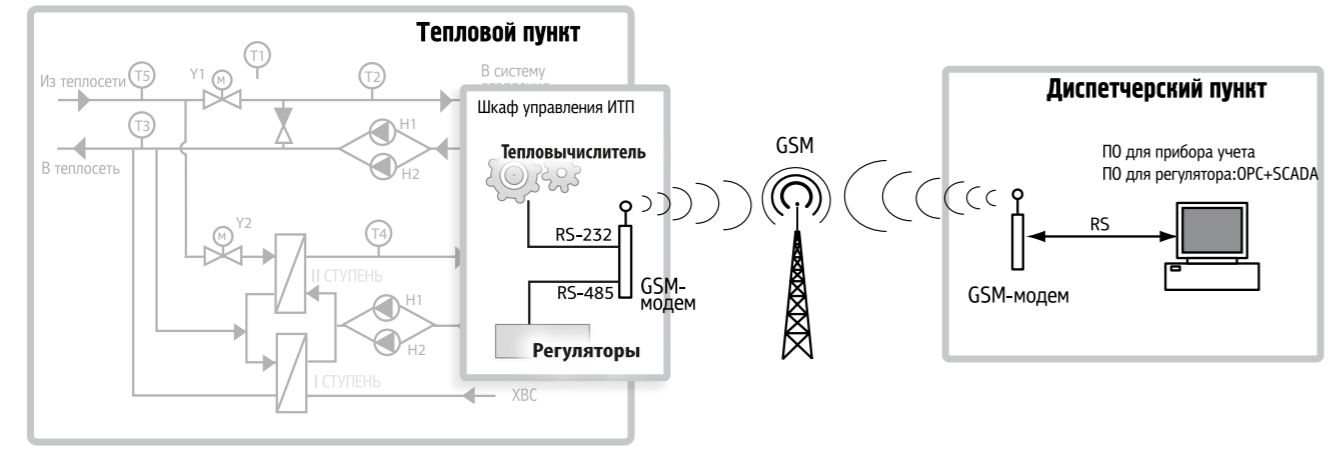 Тепловой пункт
T1
Из теплосети
T5
Y1
M
T2
В систему
T3
В теплосеть
H1
H2
Y2
M
T4
II СТУПЕНЬ
H1
H2
I СТУПЕНЬ
ХВС
Шкаф управления ИТП
Тепловычислитель
RS-232
RS-485
GSM-
модем
Регуляторы
GSM
Диспетчерский пункт
ПО для прибора учета
ПО для регулятора:OPC+SCADA
RS
GSM-модем